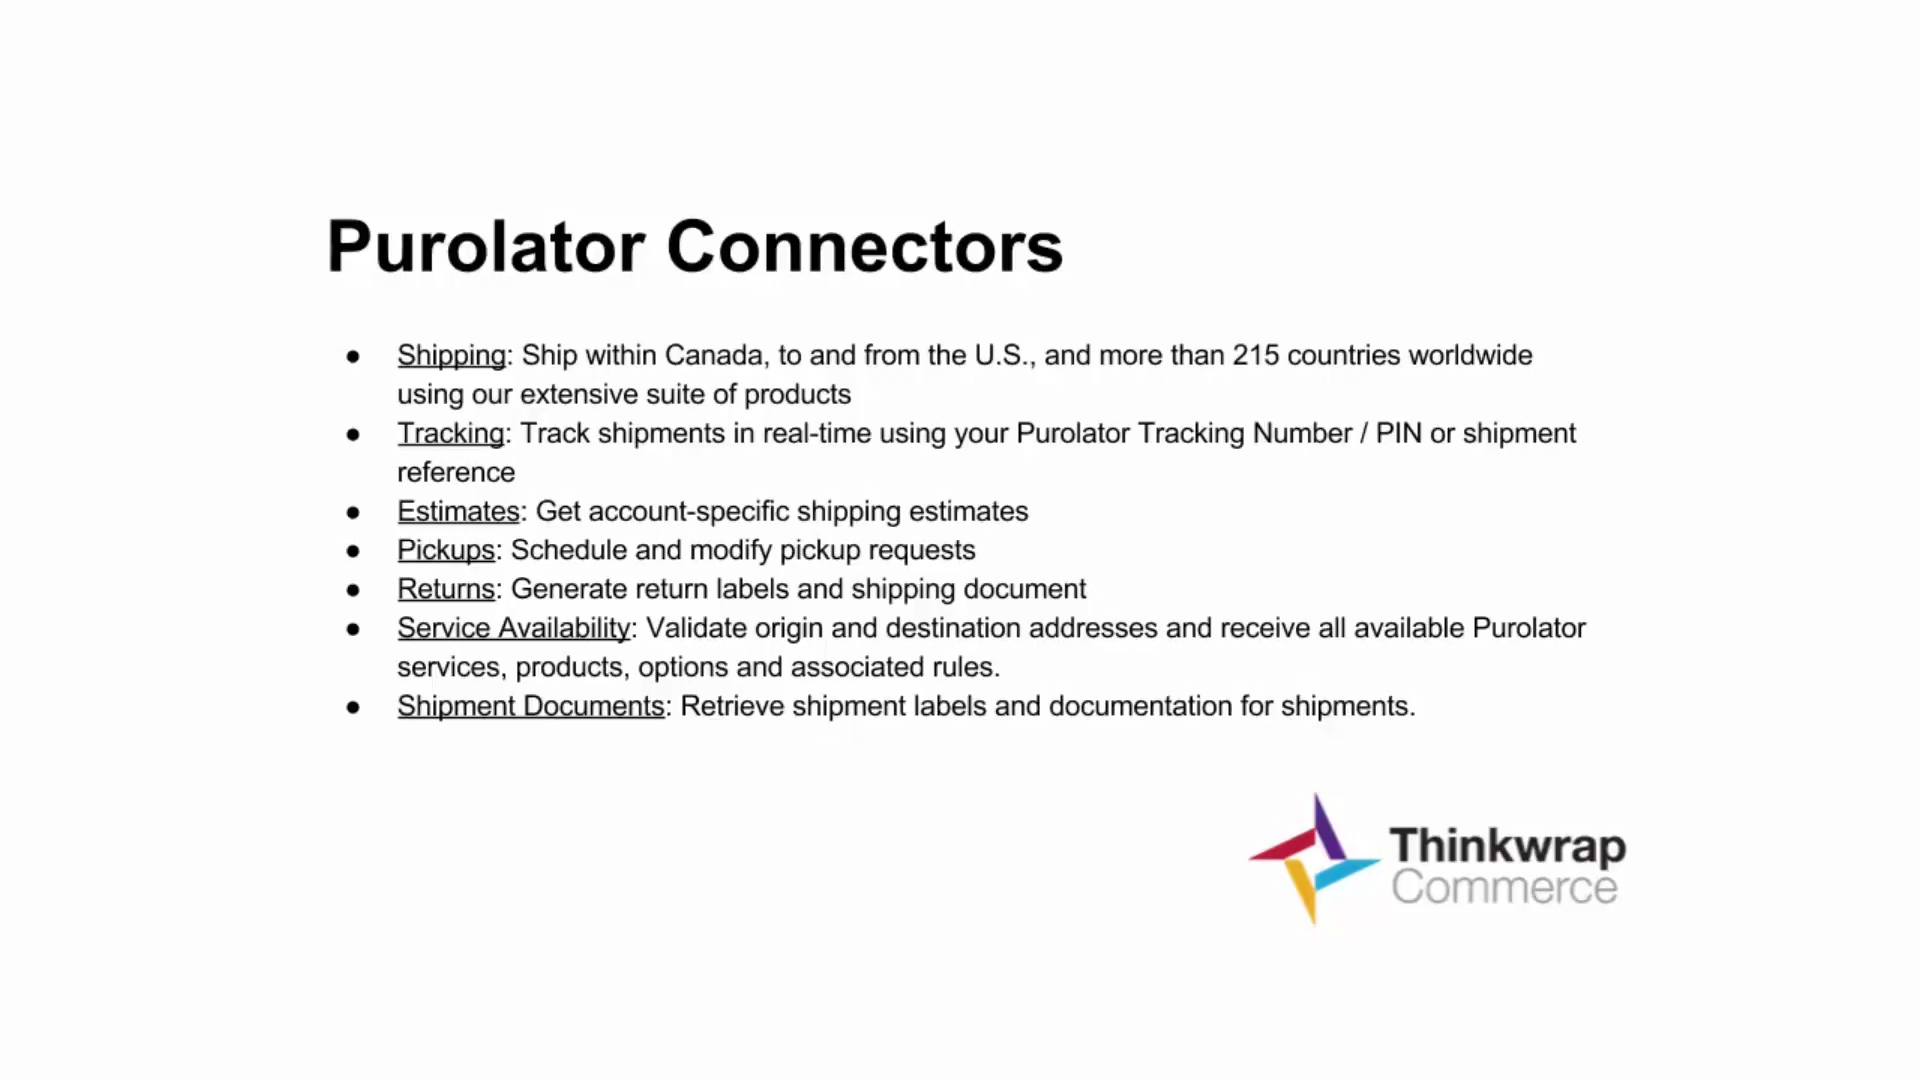 Purolator Connectors
● Shipping: Ship within Canada, to and from the U.S., and more than 215 countries worldwide
using our extensive suite of products
● Tracking: Track shipments in real-time using your Purolator Tracking Number / PIN or shipment
reference
● Estimates: Get account-specific shipping estimates
● Pickups: Schedule and modify pickup requests
● Returns: Generate return labels and shipping document
● Service Availability: Validate origin and destination addresses and receive all available Purolator
services, products, options and associated rules.
● Shipment Documents: Retrieve shipment labels and documentation for shipments.
Thinkwrap
Commerce